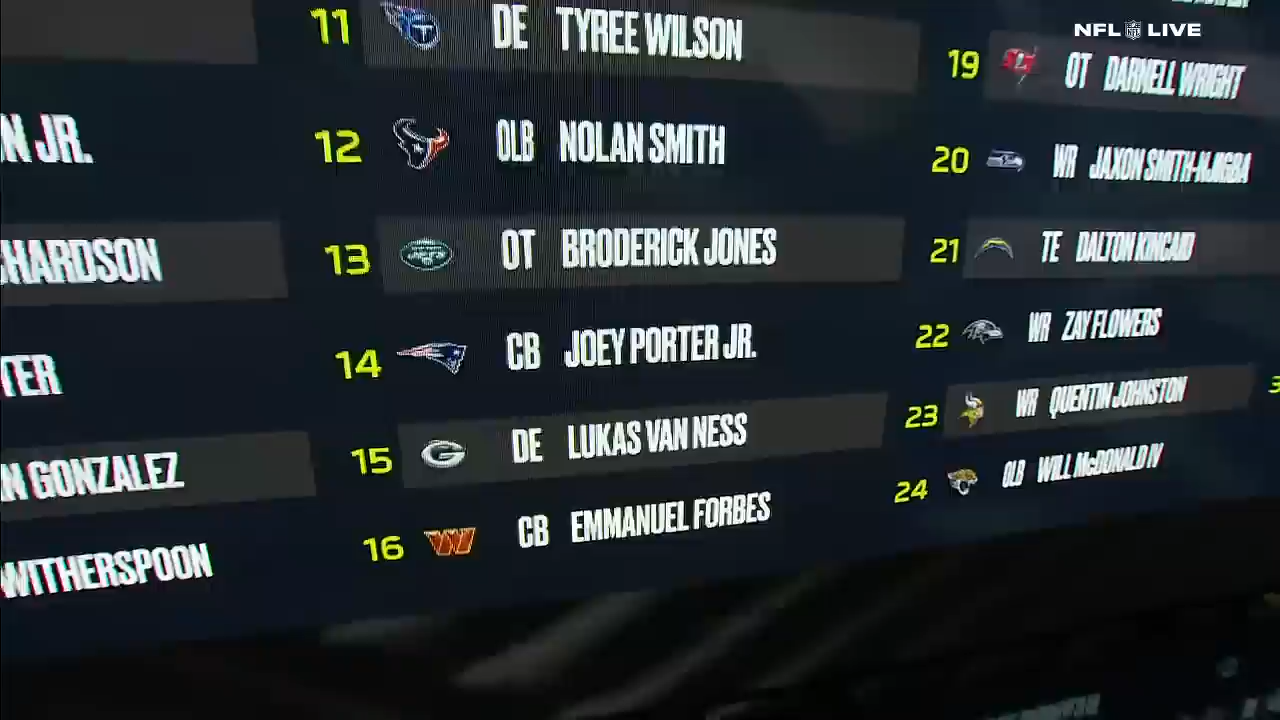 N JR.
CHARDSON
TER
N GONZALEZ
WITHERSPOON
11 DE TYREE WILSON
12 OLB NOLAN SMITH
13 JETS OT BRODERICK JONES
14 CB JOEY PORTER JR.
15 G DE LUKAS VAN NESS
16 W CB EMMANUEL FORBES
NFL LIVE
19 OT DARNELL WRIGHT
20 WR JAXON SMITH-NJIGBA
21 TE DALTON KINCAID
22 WR ZAY FLOWERS
23 WR QUENTIN JOHNSTON
24 OLB WILL McDONALD IV